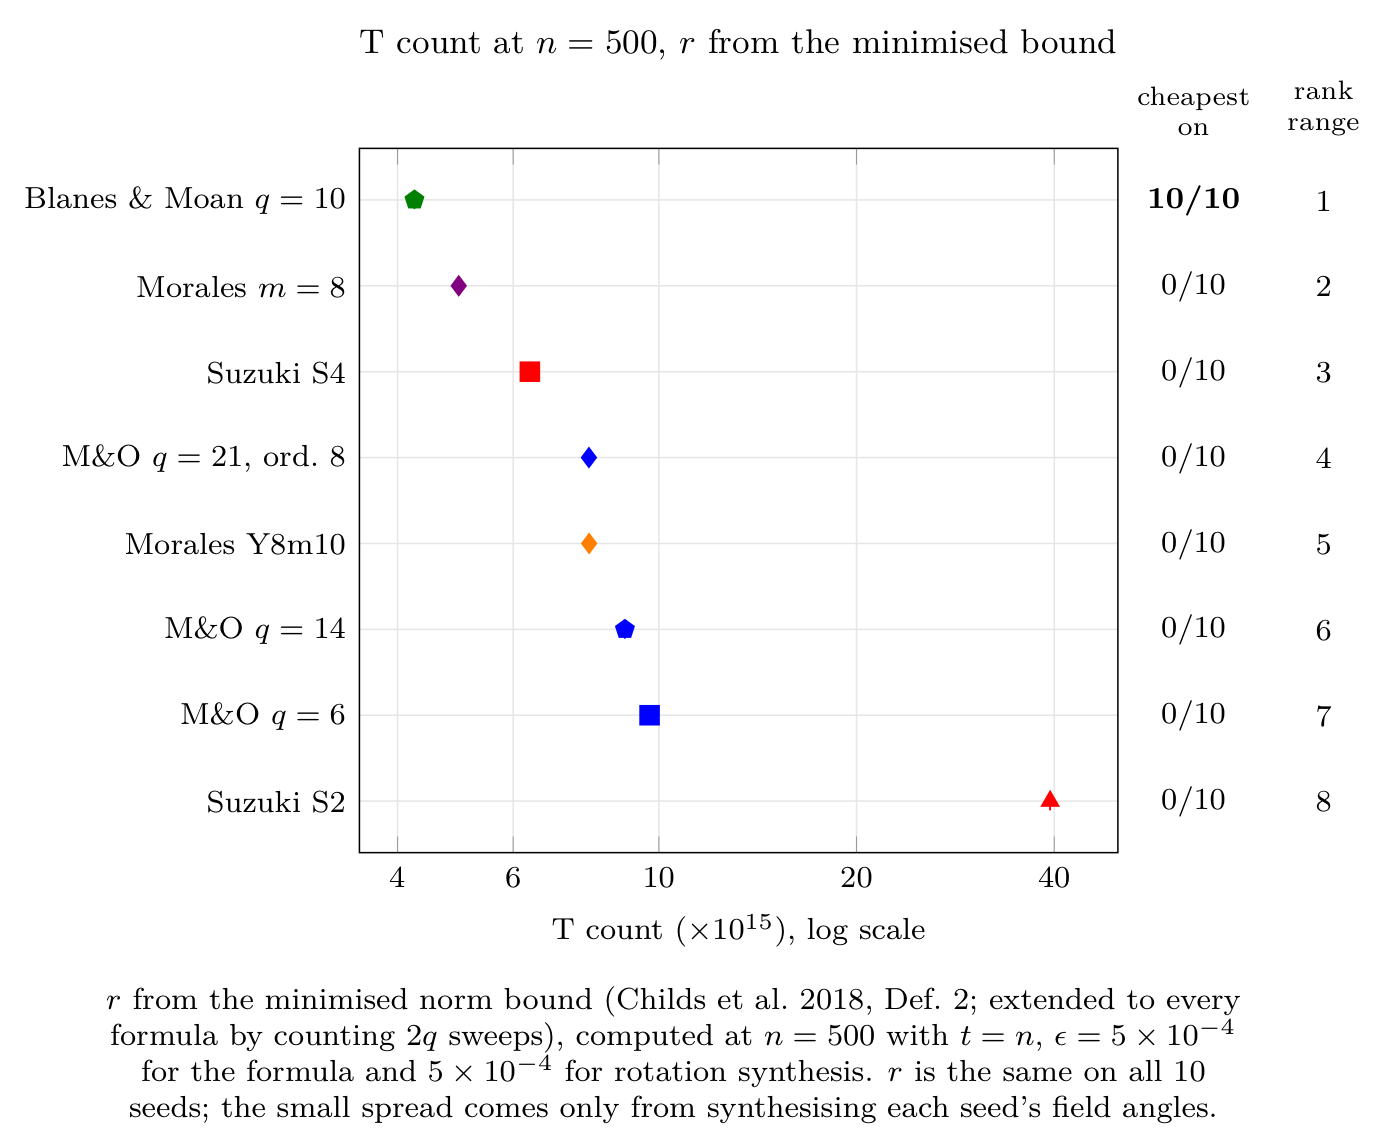 T count at n = 500, r from the minimised bound
cheapest
on
rank
range
Blanes & Moan q = 10 10/10 1
Morales m = 8 0/10 2
Suzuki S4 0/10 3
M&O q = 21, ord. 8 0/10 4
Morales Y8m10 0/10 5
M&O q = 14 0/10 6
M&O q = 6 0/10 7
Suzuki S2 0/10 8
4 6 10 20 40
T count (×10¹⁵), log scale
r from the minimised norm bound (Childs et al. 2018, Def. 2; extended to every
formula by counting 2q sweeps), computed at n = 500 with t = n, ϵ = 5 × 10⁻⁴
for the formula and 5 × 10⁻⁴ for rotation synthesis. r is the same on all 10
seeds; the small spread comes only from synthesising each seed's field angles.